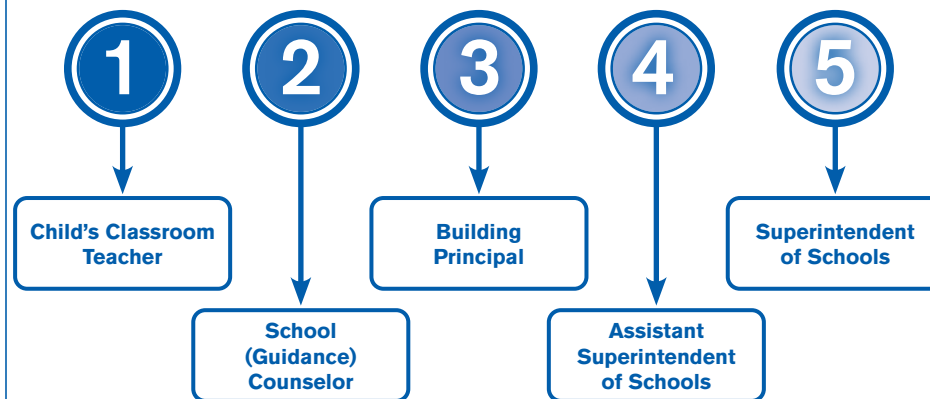 1
2
3
4
5
Child’s Classroom
Teacher
School
(Guidance)
Counselor
Building
Principal
Assistant
Superintendent
of Schools
Superintendent
of Schools